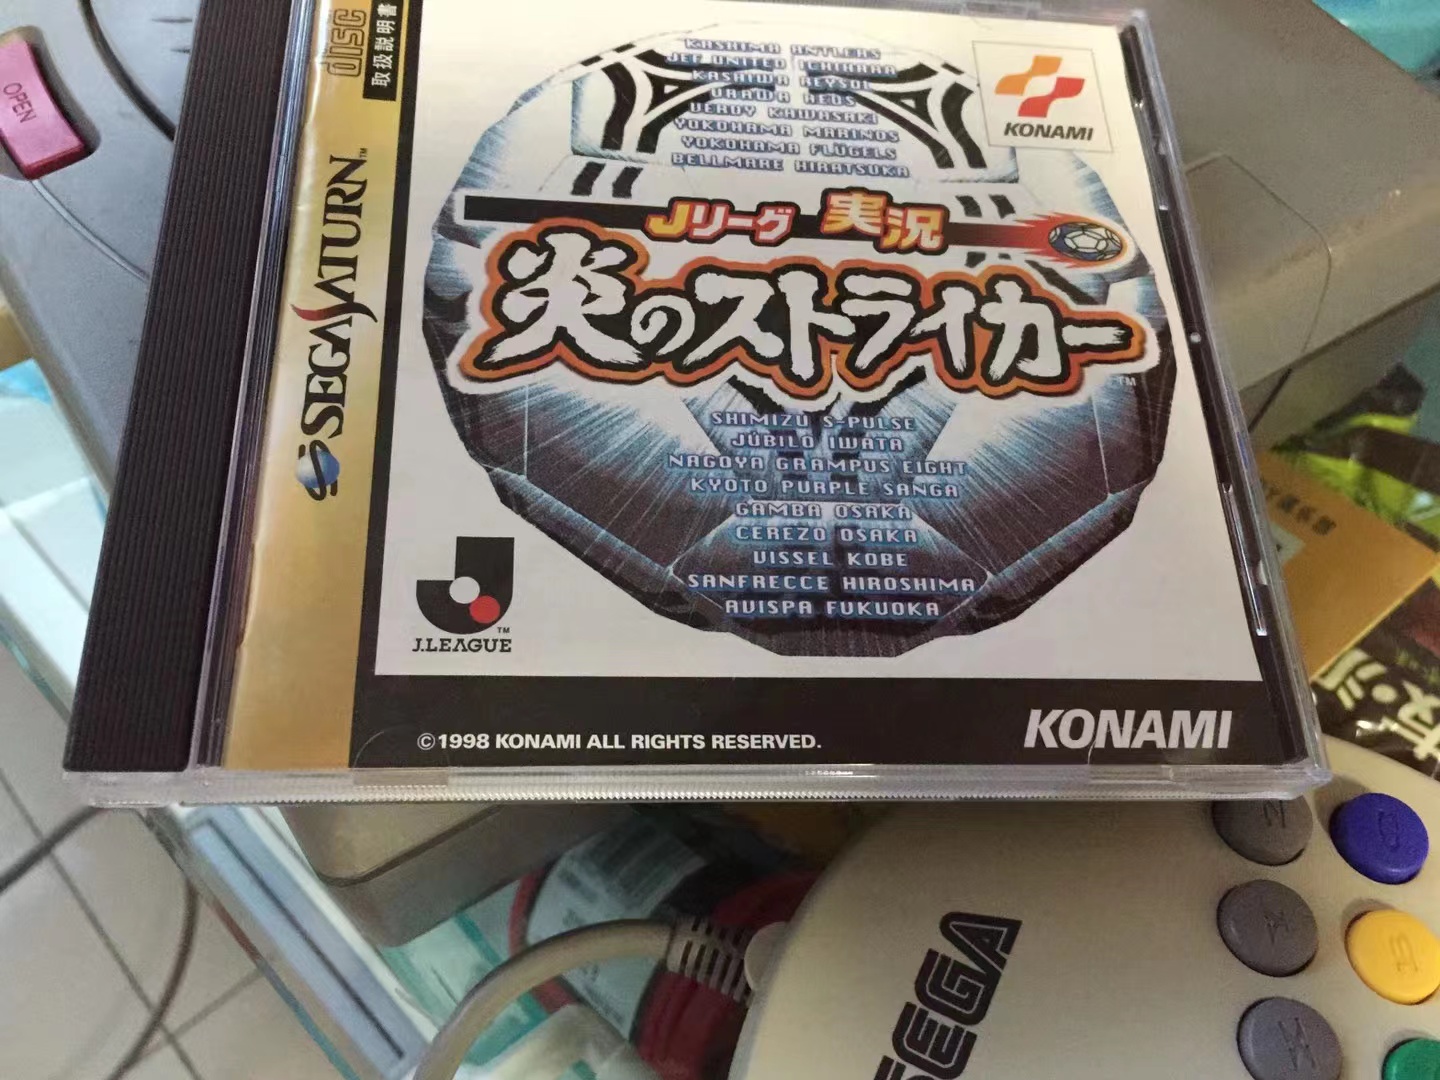 OPEN
disc
取扱説明書
SEGA SATURN™
KASHIMA ANTLERS
JEF UNITED ICHIHARA
KASHIWA REYSOL
URAWA REDS
VERDY KAWASAKI
YOKOHAMA MARINOS
YOKOHAMA FLÜGELS
BELLMARE HIRATSUKA
KONAMI
Jリーグ 実況
炎のストライカー
TM
SHIMIZU S-PULSE
JÚBILO IWATA
NAGOYA GRAMPUS EIGHT
KYOTO PURPLE SANGA
GAMBA OSAKA
CEREZO OSAKA
VISSEL KOBE
SANFRECCE HIROSHIMA
AVISPA FUKUOKA
TM
J.LEAGUE
©1998 KONAMI ALL RIGHTS RESERVED.
KONAMI
SEGA
Z
Y
X
C
B